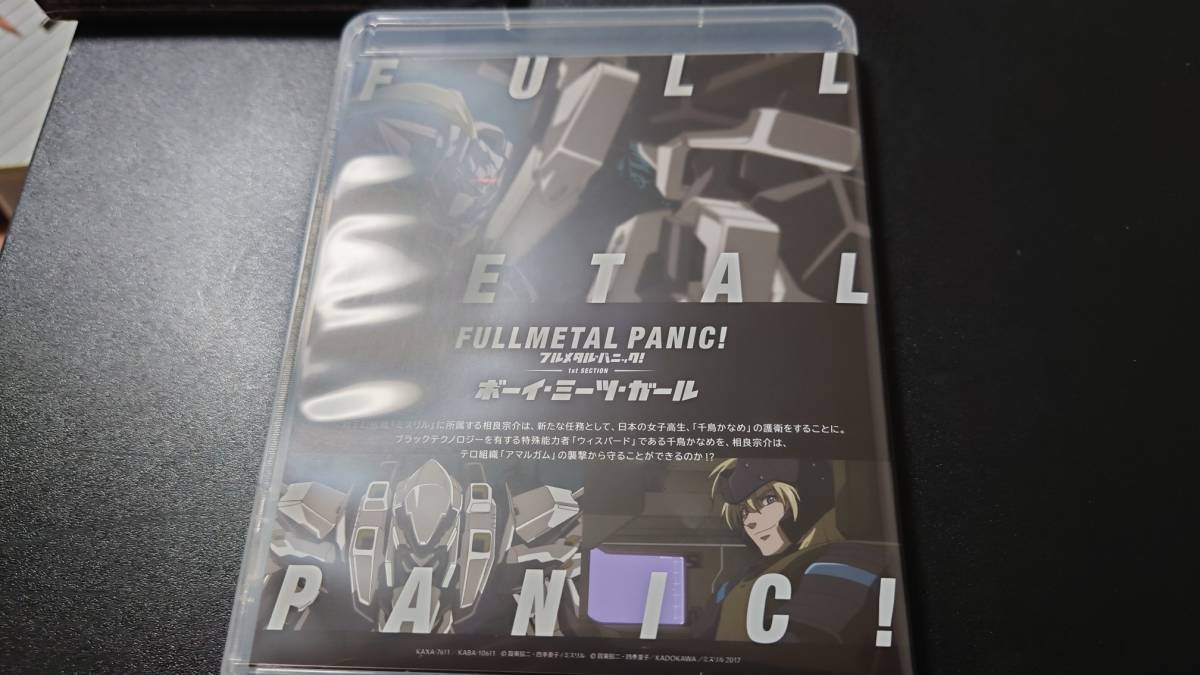 FULL
ETAL
FULLMETAL PANIC!
フルメタル・パニック!
1st SECTION
ボーイ・ミーツ・ガール
「ミスリル」に所属する相良宗介は、新たな任務として、日本の女子高生、「千鳥かなめ」の護衛をすることに。
ブラックテクノロジーを有する特殊能力者「ウィスパード」である千鳥かなめを、相良宗介は、
テロ組織「アマルガム」の襲撃から守ることができるのか!?
PANIC!
KAXA-7611 KABA-10611 © 賀東招二・四季童子/ミスリル © 賀東招二・四季童子/KADOKAWA/ミスリル2017